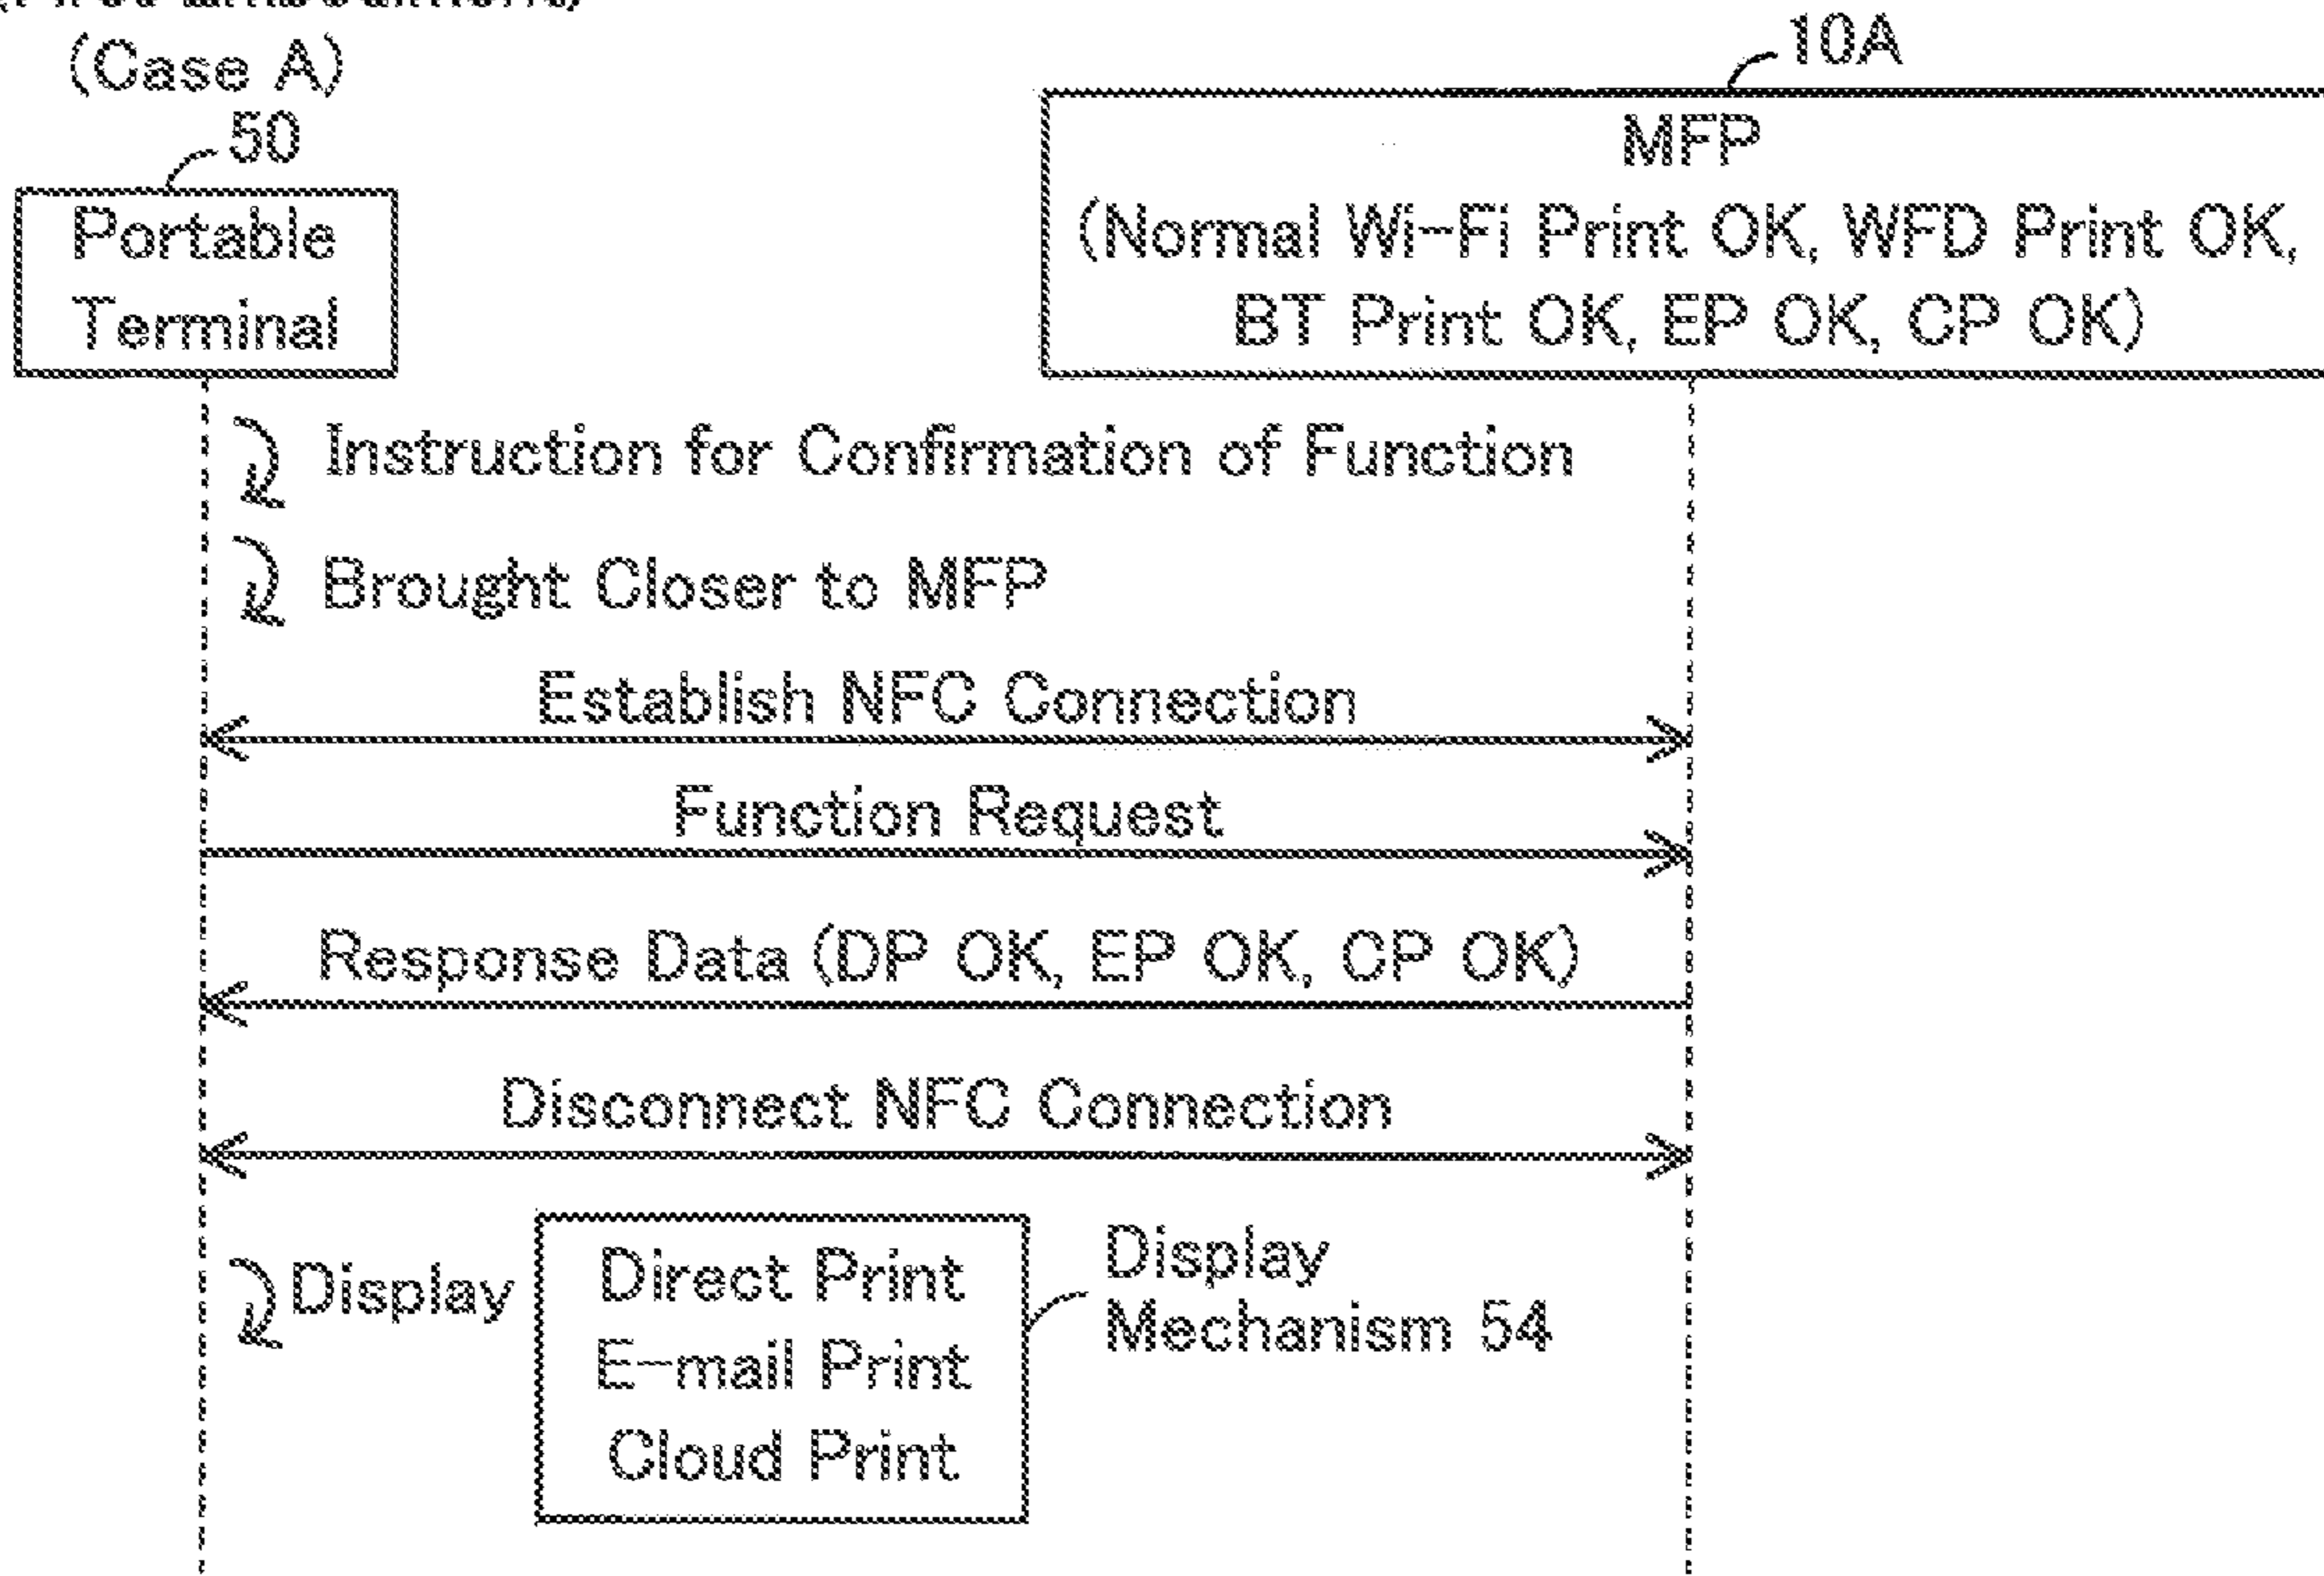 (Case A)
50
10A
Portable
Terminal
MFP
(Normal Wi-Fi Print OK, WFD Print OK,
BT Print OK, EP OK, CP OK)
Instruction for Confirmation of Function
Brought Closer to MFP
Establish NFC Connection
Function Request
Response Data (DP OK, EP OK, CP OK)
Disconnect NFC Connection
Display
Direct Print
E-mail Print
Cloud Print
Display
Mechanism 54